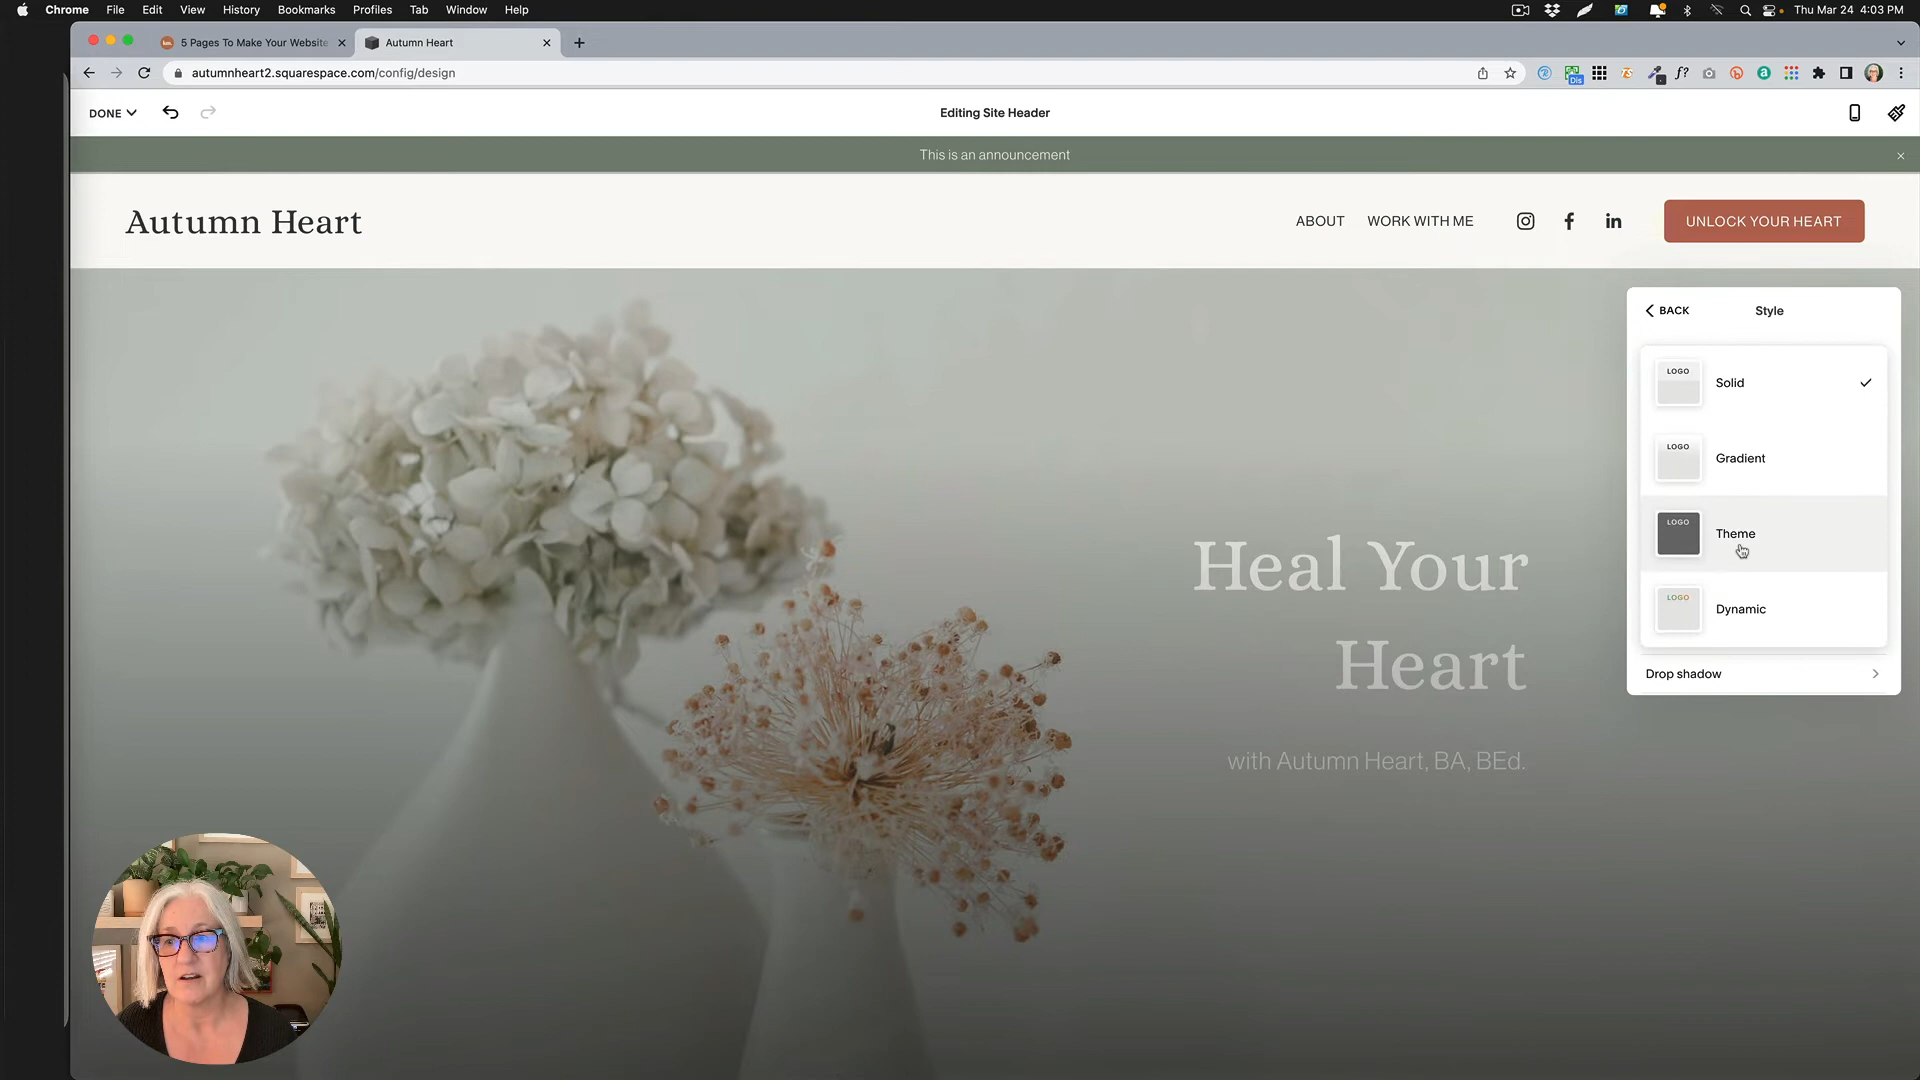 Chrome File Edit View History Bookmarks Profiles Tab Window Help Thu Mar 24 4:03 PM
5 Pages To Make Your Website Autumn Heart
autumnheart2.squarespace.com/config/design
DONE Editing Site Header
This is an announcement
Autumn Heart ABOUT WORK WITH ME UNLOCK YOUR HEART
BACK Style
LOGO Solid
LOGO Gradient
LOGO Theme
LOGO Dynamic
Drop shadow
Heal Your
Heart
with Autumn Heart, BA, BEd.